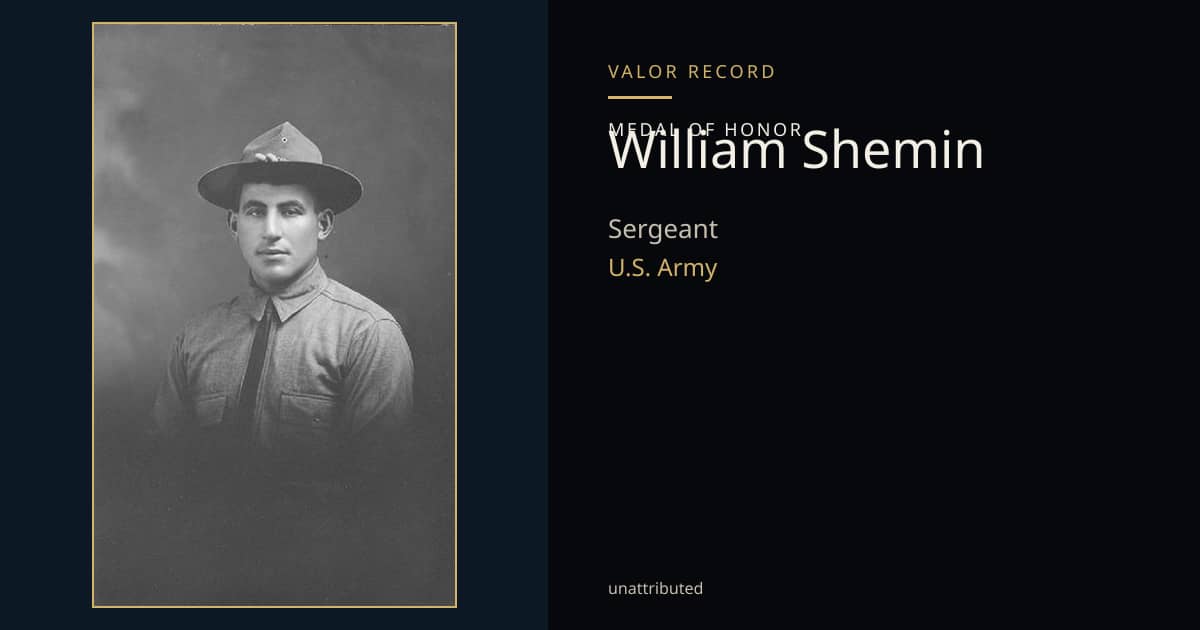 VALOR RECORD
MEDAL OF HONOR
William Shemin
Sergeant
U.S. Army
unattributed